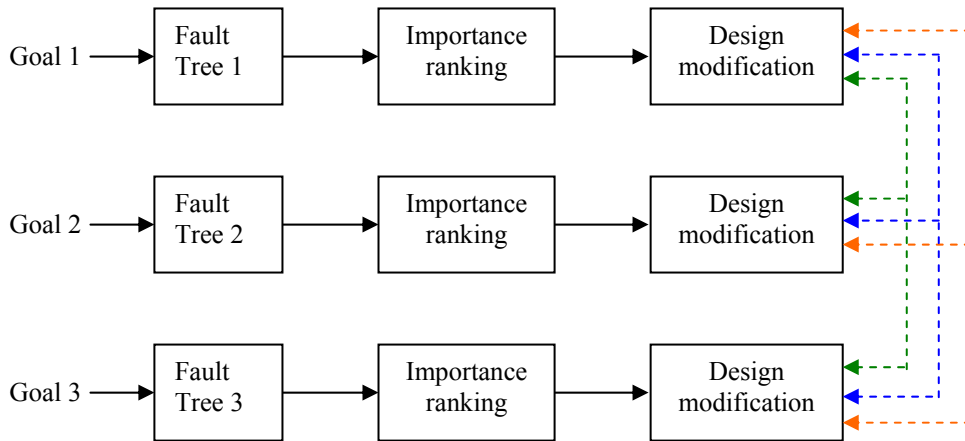 Goal 1
Fault
Tree 1
Importance
ranking
Design
modification
Goal 2
Fault
Tree 2
Importance
ranking
Design
modification
Goal 3
Fault
Tree 3
Importance
ranking
Design
modification